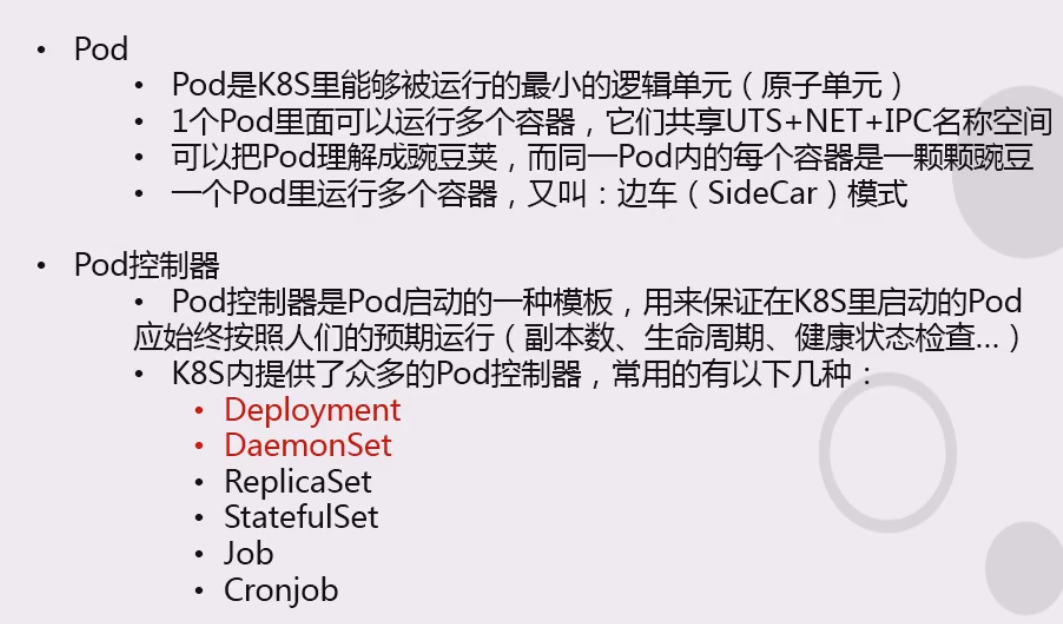 • Pod
• Pod是K8S里能够被运行的最小的逻辑单元（原子单元）
• 1个Pod里面可以运行多个容器，它们共享UTS+NET+IPC名称空间
• 可以把Pod理解成豌豆荚，而同一Pod内的每个容器是一颗颗豌豆
• 一个Pod里运行多个容器，又叫：边车（SideCar）模式
• Pod控制器
• Pod控制器是Pod启动的一种模板，用来保证在K8S里启动的Pod
应始终按照人们的预期运行（副本数、生命周期、健康状态检查...）
• K8S内提供了众多的Pod控制器，常用的有以下几种：
• Deployment
• DaemonSet
• ReplicaSet
• StatefulSet
• Job
• Cronjob